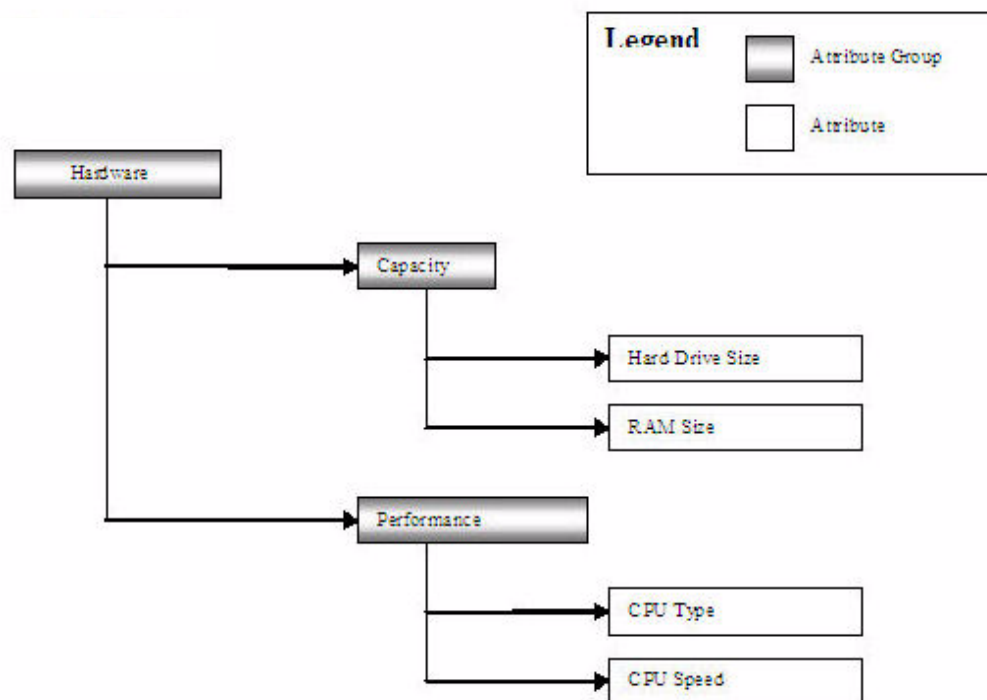 Legend
Attribute Group
Attribute
Hardware
Capacity
Hard Drive Size
RAM Size
Performance
CPU Type
CPU Speed